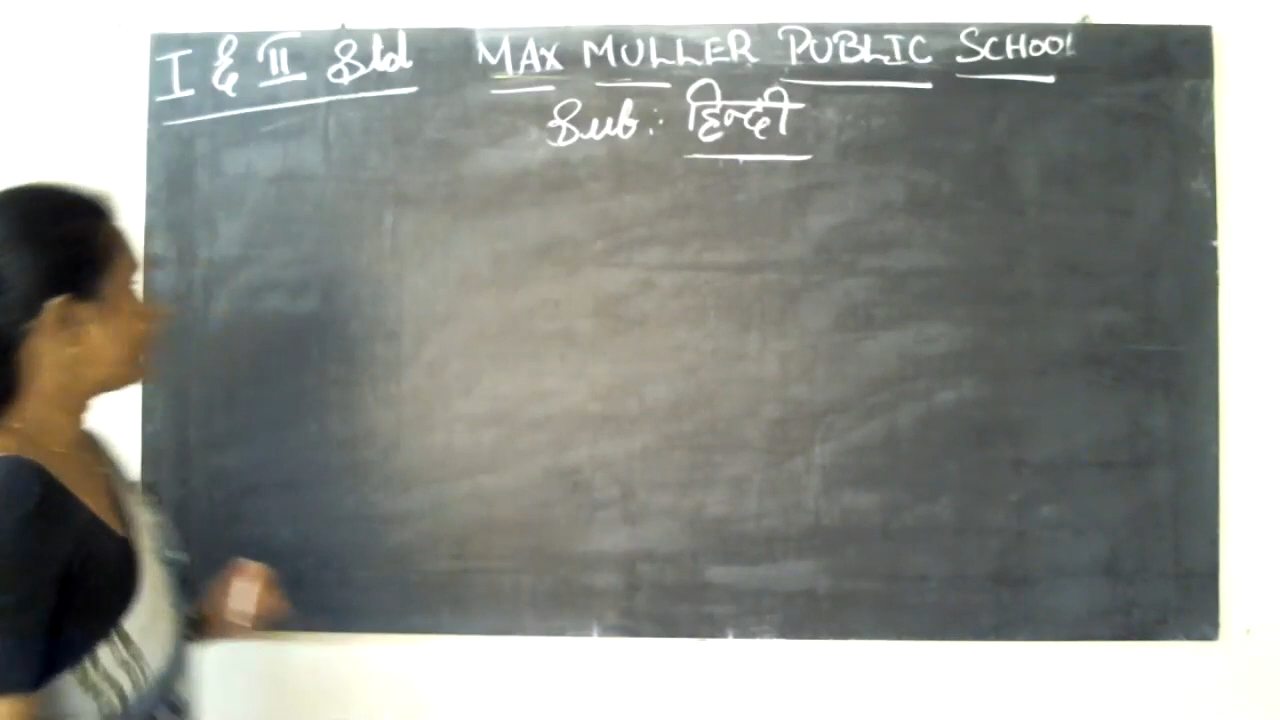 I & II Std MAX MULLER PUBLIC SCHOOL
Sub: हिन्दी